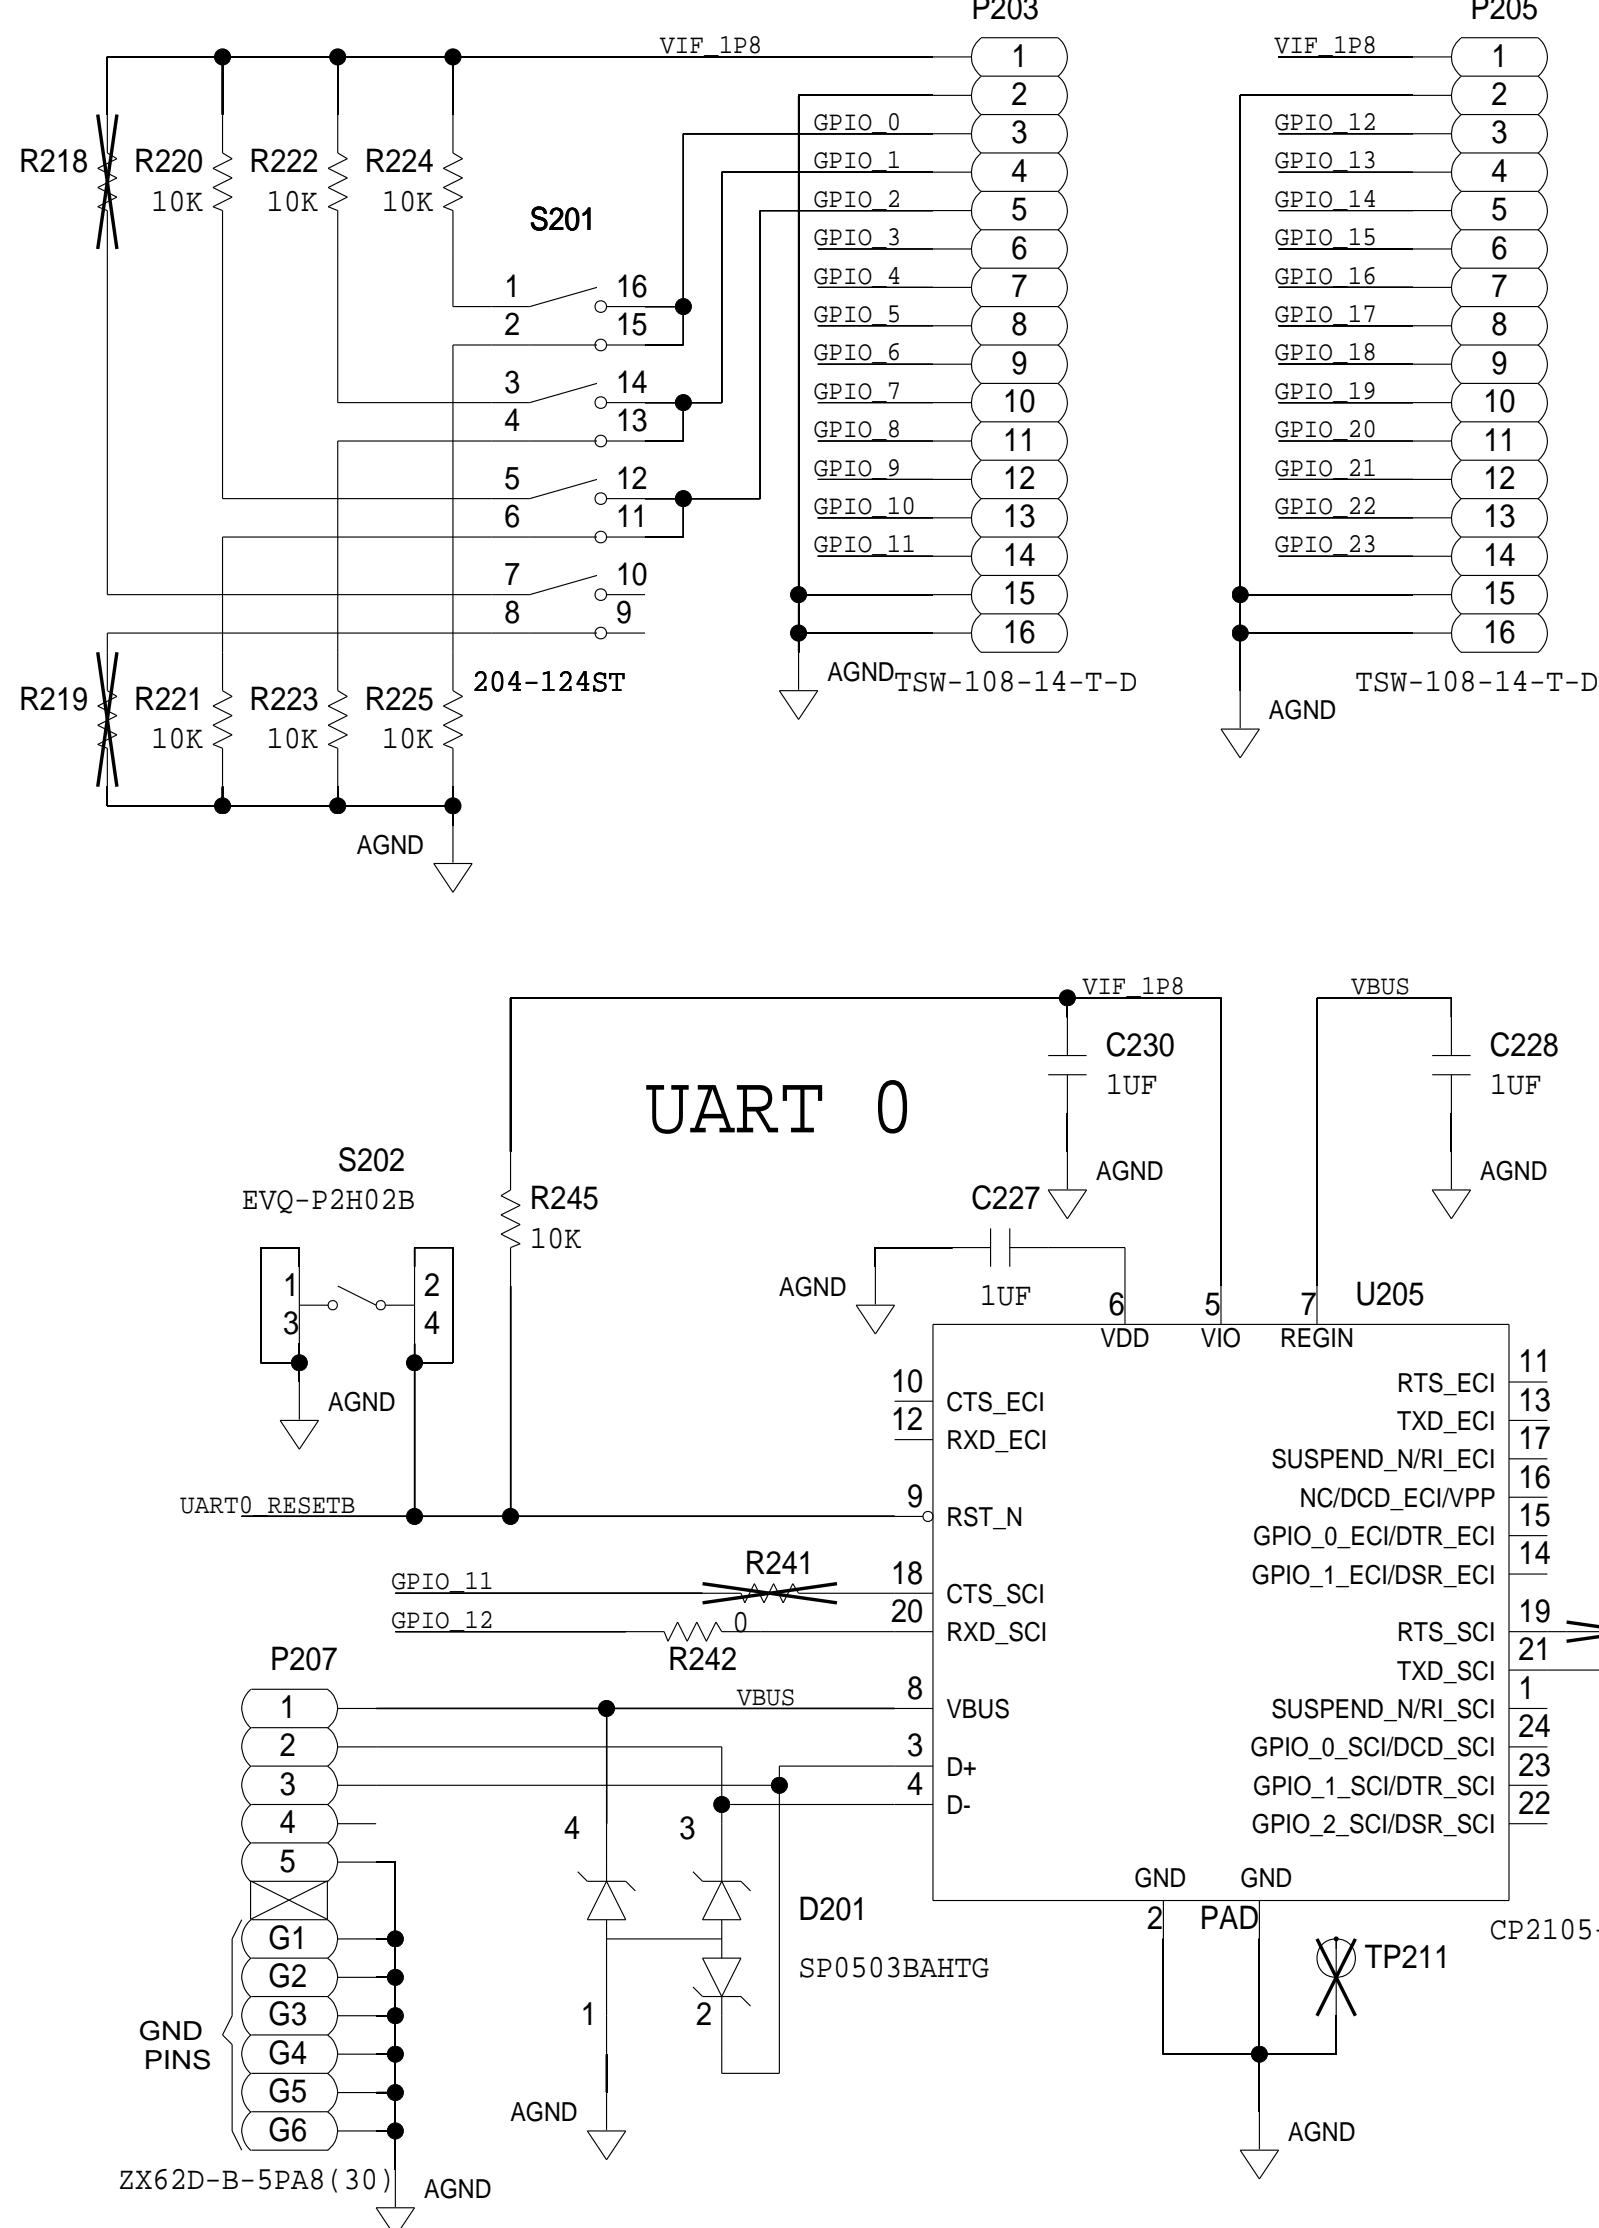 P203
P205
VIF_1P8
1
2
GPIO_0 3
GPIO_1 4
GPIO_2 5
GPIO_3 6
GPIO_4 7
GPIO_5 8
GPIO_6 9
GPIO_7 10
GPIO_8 11
GPIO_9 12
GPIO_10 13
GPIO_11 14
15
16
AGND
TSW-108-14-T-D
VIF_1P8 1
2
GPIO_12 3
GPIO_13 4
GPIO_14 5
GPIO_15 6
GPIO_16 7
GPIO_17 8
GPIO_18 9
GPIO_19 10
GPIO_20 11
GPIO_21 12
GPIO_22 13
GPIO_23 14
15
16
AGND
TSW-108-14-T-D
R218
R220
10K
R222
10K
R224
10K
S201
1 16
2 15
3 14
4 13
5 12
6 11
7 10
8 9
204-124ST
R219
R221
10K
R223
10K
R225
10K
AGND
VIF_1P8
VBUS
C230
1UF
AGND
C228
1UF
AGND
UART 0
S202
EVQ-P2H02B
1 2
3 4
AGND
R245
10K
C227
1UF
AGND
U205
6 5 7
VDD VIO REGIN
10 CTS_ECI
12 RXD_ECI
UART0_RESETB
9 RST_N
GPIO_11 R241 18 CTS_SCI
GPIO_12 0 20 RXD_SCI
R242
VBUS 8 VBUS
3 D+
4 D-
RTS_ECI 11
TXD_ECI 13
SUSPEND_N/RI_ECI 17
NC/DCD_ECI/VPP 16
GPIO_0_ECI/DTR_ECI 15
GPIO_1_ECI/DSR_ECI 14
RTS_SCI 19
TXD_SCI 21
SUSPEND_N/RI_SCI 1
GPIO_0_SCI/DCD_SCI 24
GPIO_1_SCI/DTR_SCI 23
GPIO_2_SCI/DSR_SCI 22
GND GND
2 PAD
CP2105-
TP211
AGND
P207
1
2
3
4
5
G1
G2
G3
G4
G5
G6
GND
PINS
ZX62D-B-5PA8(30)
AGND
4 3
D201
SP0503BAHTG
1 2
AGND